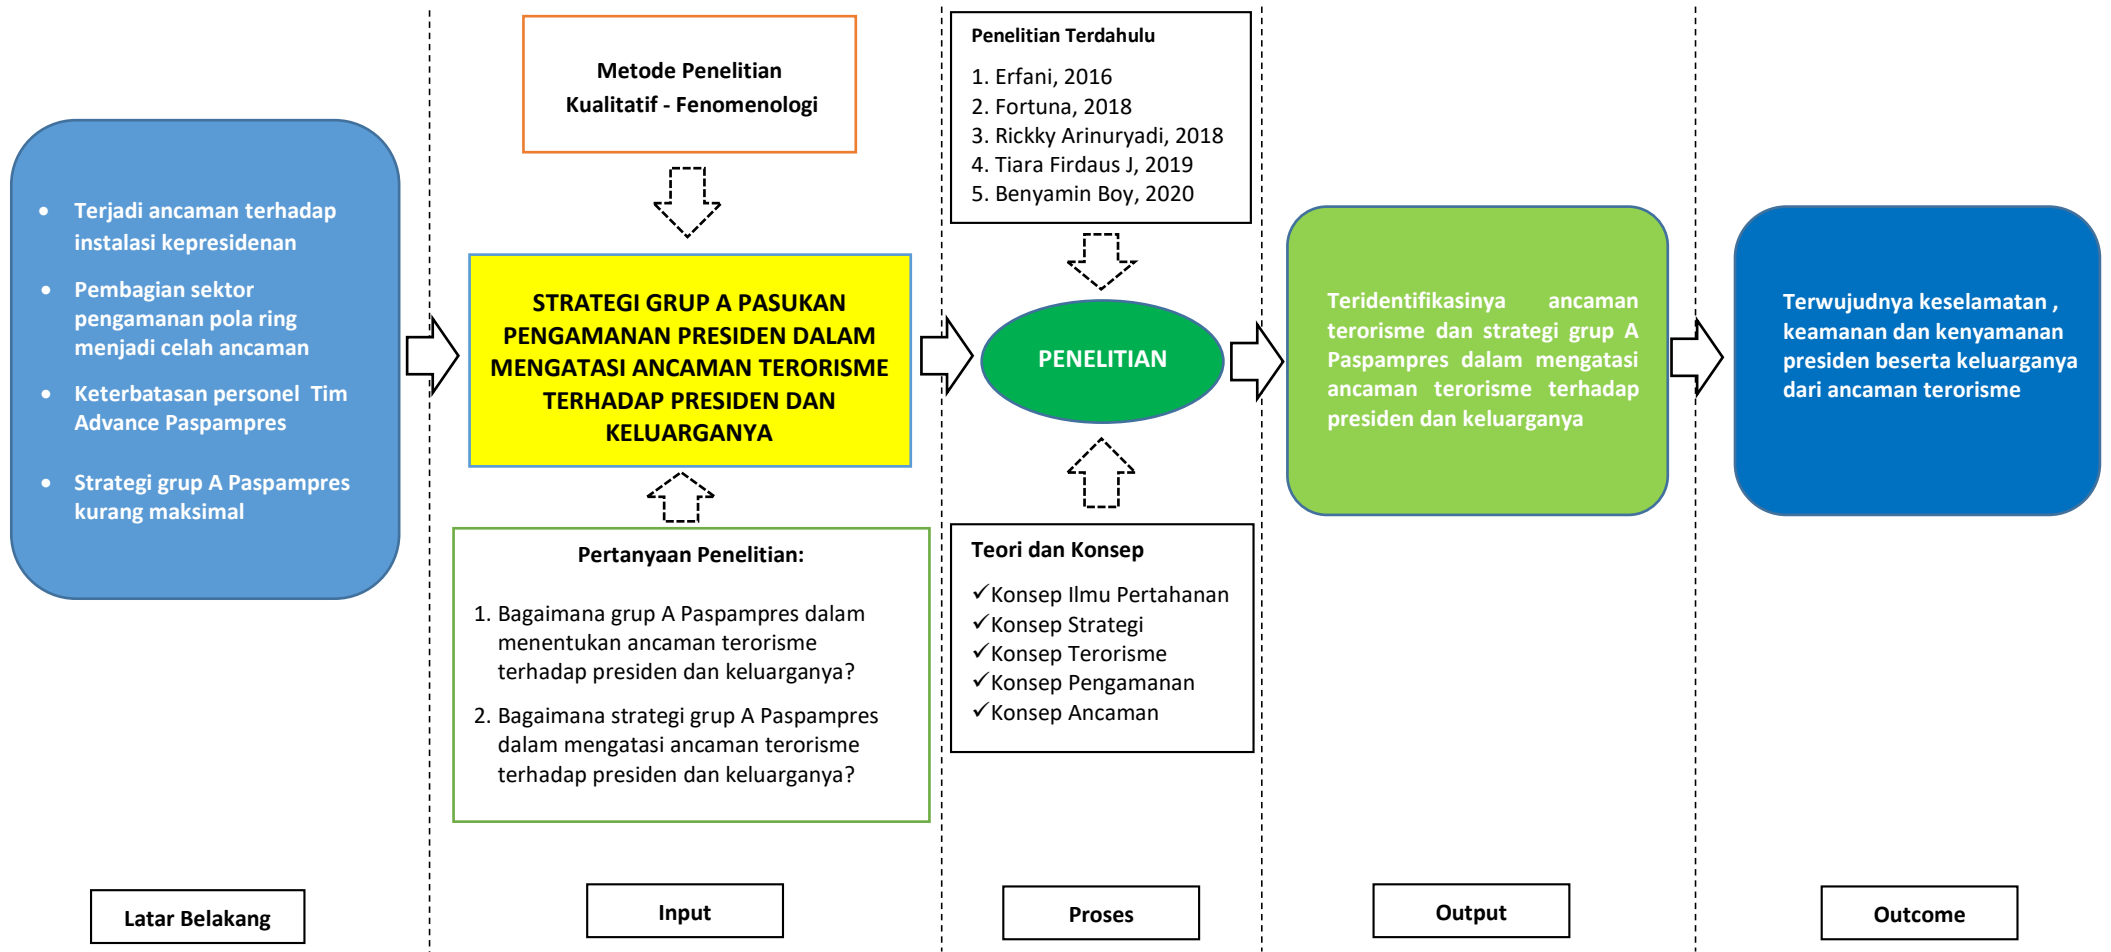 • Terjadi ancaman terhadap
instalasi kepresidenan
• Pembagian sektor
pengamanan pola ring
menjadi celah ancaman
• Keterbatasan personel Tim
Advance Paspampres
• Strategi grup A Paspampres
kurang maksimal
Latar Belakang
Metode Penelitian
Kualitatif - Fenomenologi
STRATEGI GRUP A PASUKAN
PENGAMANAN PRESIDEN DALAM
MENGATASI ANCAMAN TERORISME
TERHADAP PRESIDEN DAN
KELUARGANYA
Pertanyaan Penelitian:
1. Bagaimana grup A Paspampres dalam
menentukan ancaman terorisme
terhadap presiden dan keluarganya?
2. Bagaimana strategi grup A Paspampres
dalam mengatasi ancaman terorisme
terhadap presiden dan keluarganya?
Input
Penelitian Terdahulu
1. Erfani, 2016
2. Fortuna, 2018
3. Rickky Arinuryadi, 2018
4. Tiara Firdaus J, 2019
5. Benyamin Boy, 2020
PENELITIAN
Teori dan Konsep
✓Konsep Ilmu Pertahanan
✓Konsep Strategi
✓Konsep Terorisme
✓Konsep Pengamanan
✓Konsep Ancaman
Proses
Teridentifikasinya ancaman
terorisme dan strategi grup A
Paspampres dalam mengatasi
ancaman terorisme terhadap
presiden dan keluarganya
Output
Terwujudnya keselamatan ,
keamanan dan kenyamanan
presiden beserta keluarganya
dari ancaman terorisme
Outcome